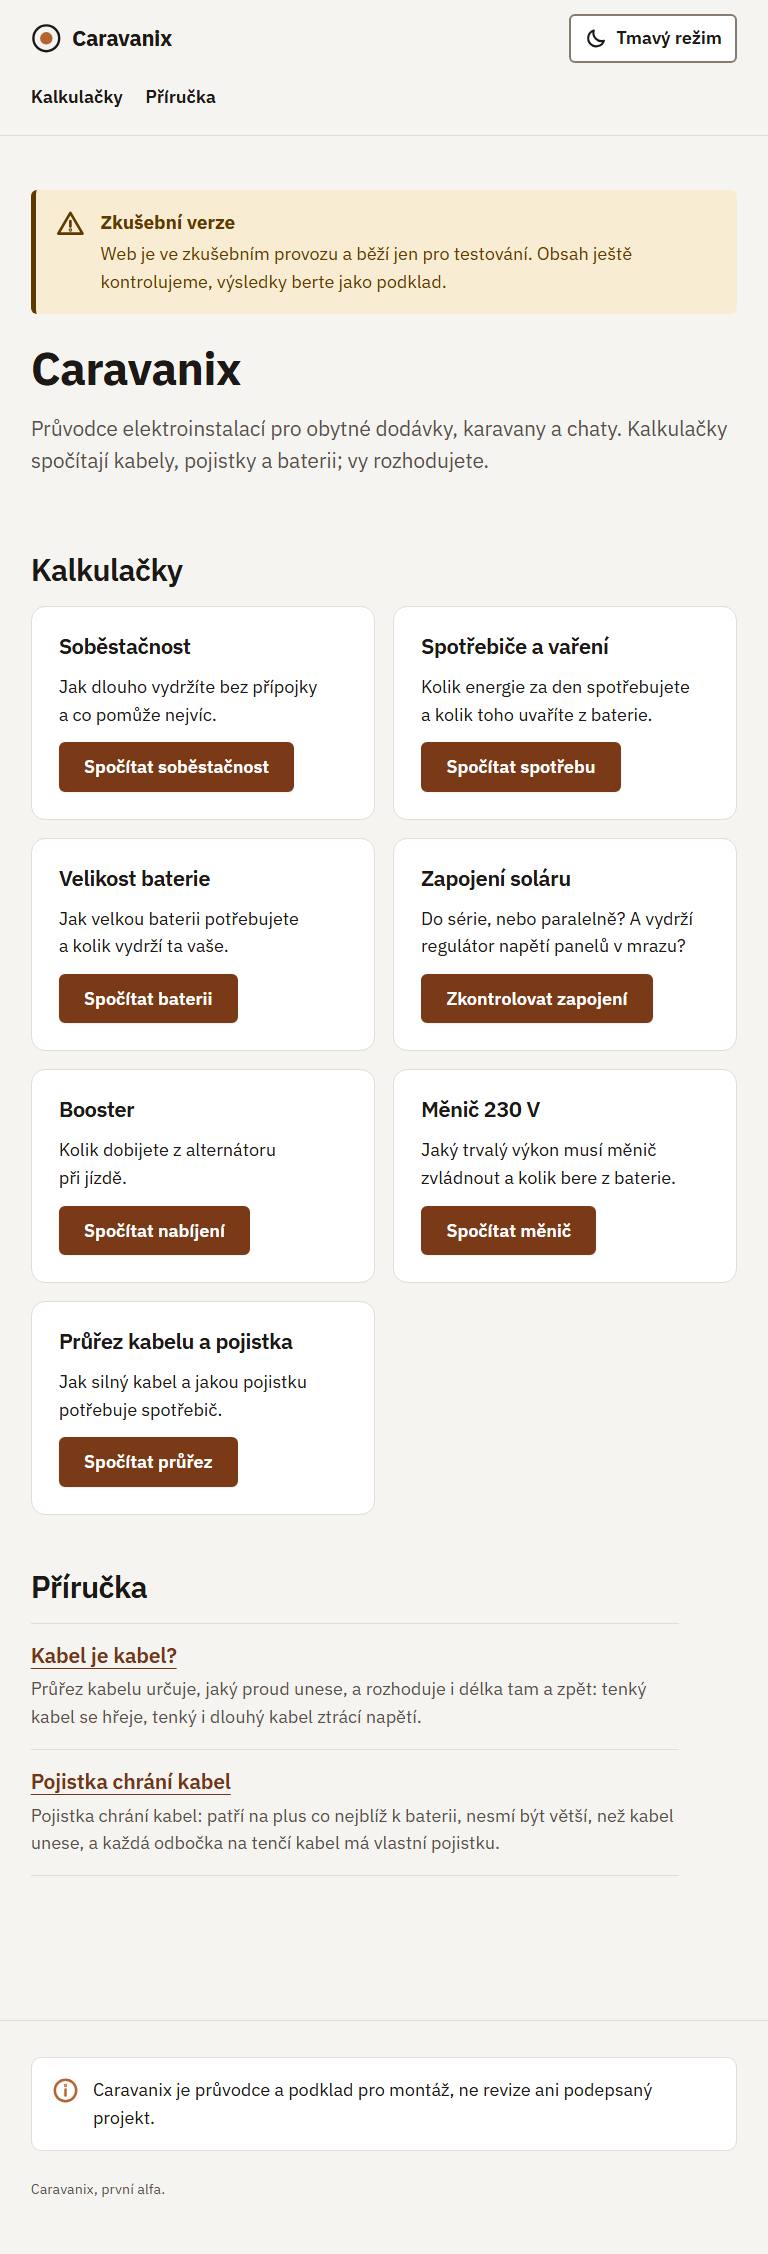 Caravanix
Tmavý režim
Kalkulačky Příručka
Zkušební verze
Web je ve zkušebním provozu a běží jen pro testování. Obsah ještě
kontrolujeme, výsledky berte jako podklad.
Caravanix
Průvodce elektroinstalací pro obytné dodávky, karavany a chaty. Kalkulačky
spočítají kabely, pojistky a baterii; vy rozhodujete.
Kalkulačky
Soběstačnost
Jak dlouho vydržíte bez přípojky
a co pomůže nejvíc.
Spočítat soběstačnost
Spotřebiče a vaření
Kolik energie za den spotřebujete
a kolik toho uvaříte z baterie.
Spočítat spotřebu
Velikost baterie
Jak velkou baterii potřebujete
a kolik vydrží ta vaše.
Spočítat baterii
Zapojení soláru
Do série, nebo paralelně? A vydrží
regulátor napětí panelů v mrazu?
Zkontrolovat zapojení
Booster
Kolik dobijete z alternátoru
při jízdě.
Spočítat nabíjení
Měnič 230 V
Jaký trvalý výkon musí měnič
zvládnout a kolik bere z baterie.
Spočítat měnič
Průřez kabelu a pojistka
Jak silný kabel a jakou pojistku
potřebuje spotřebič.
Spočítat průřez
Příručka
Kabel je kabel?
Průřez kabelu určuje, jaký proud unese, a rozhoduje i délka tam a zpět: tenký
kabel se hřeje, tenký i dlouhý kabel ztrácí napětí.
Pojistka chrání kabel
Pojistka chrání kabel: patří na plus co nejblíž k baterii, nesmí být větší, než kabel
unese, a každá odbočka na tenčí kabel má vlastní pojistku.
Caravanix je průvodce a podklad pro montáž, ne revize ani podepsaný
projekt.
Caravanix, první alfa.